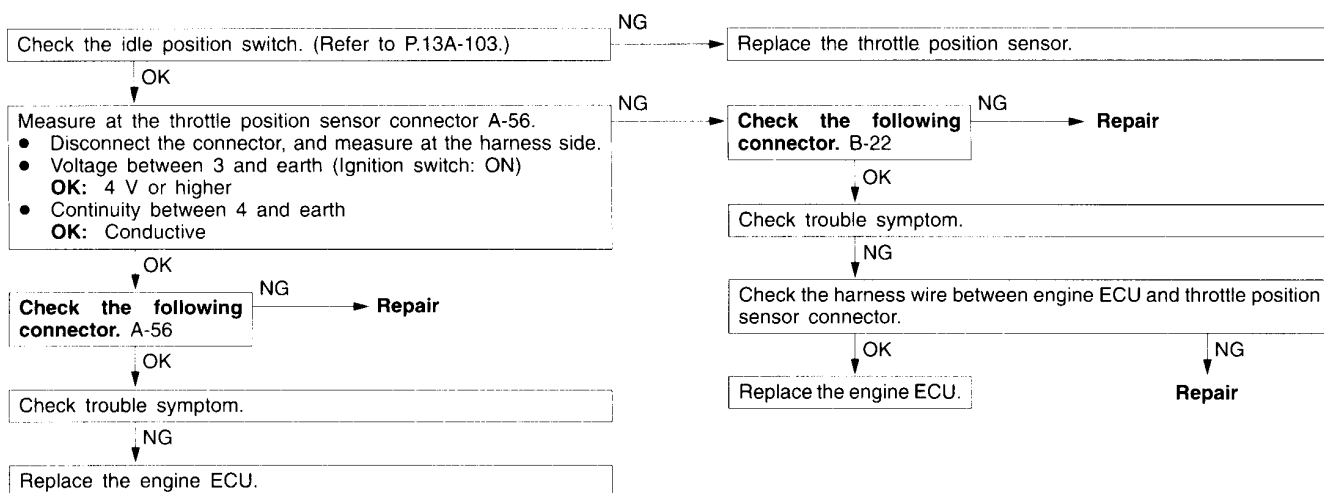 Check the idle position switch. (Refer to P.13A-103.)
NG
Replace the throttle position sensor.
OK
Measure at the throttle position sensor connector A-56.
● Disconnect the connector, and measure at the harness side.
● Voltage between 3 and earth (Ignition switch: ON)
OK: 4 V or higher
● Continuity between 4 and earth
OK: Conductive
NG
Check the following
connector. B-22
NG
Repair
OK
Check trouble symptom.
NG
Check the harness wire between engine ECU and throttle position
sensor connector.
OK
NG
Replace the engine ECU.
Repair
OK
Check the following
connector. A-56
NG
Repair
OK
Check trouble symptom.
NG
Replace the engine ECU.